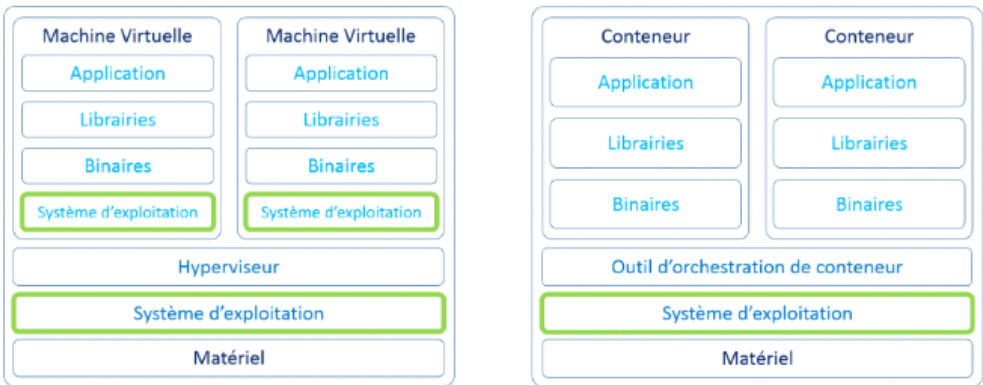 Machine Virtuelle
Application
Librairies
Binaires
Système d'exploitation
Machine Virtuelle
Application
Librairies
Binaires
Système d'exploitation
Hyperviseur
Système d'exploitation
Matériel
Conteneur
Application
Librairies
Binaires
Conteneur
Application
Librairies
Binaires
Outil d'orchestration de conteneur
Système d'exploitation
Matériel